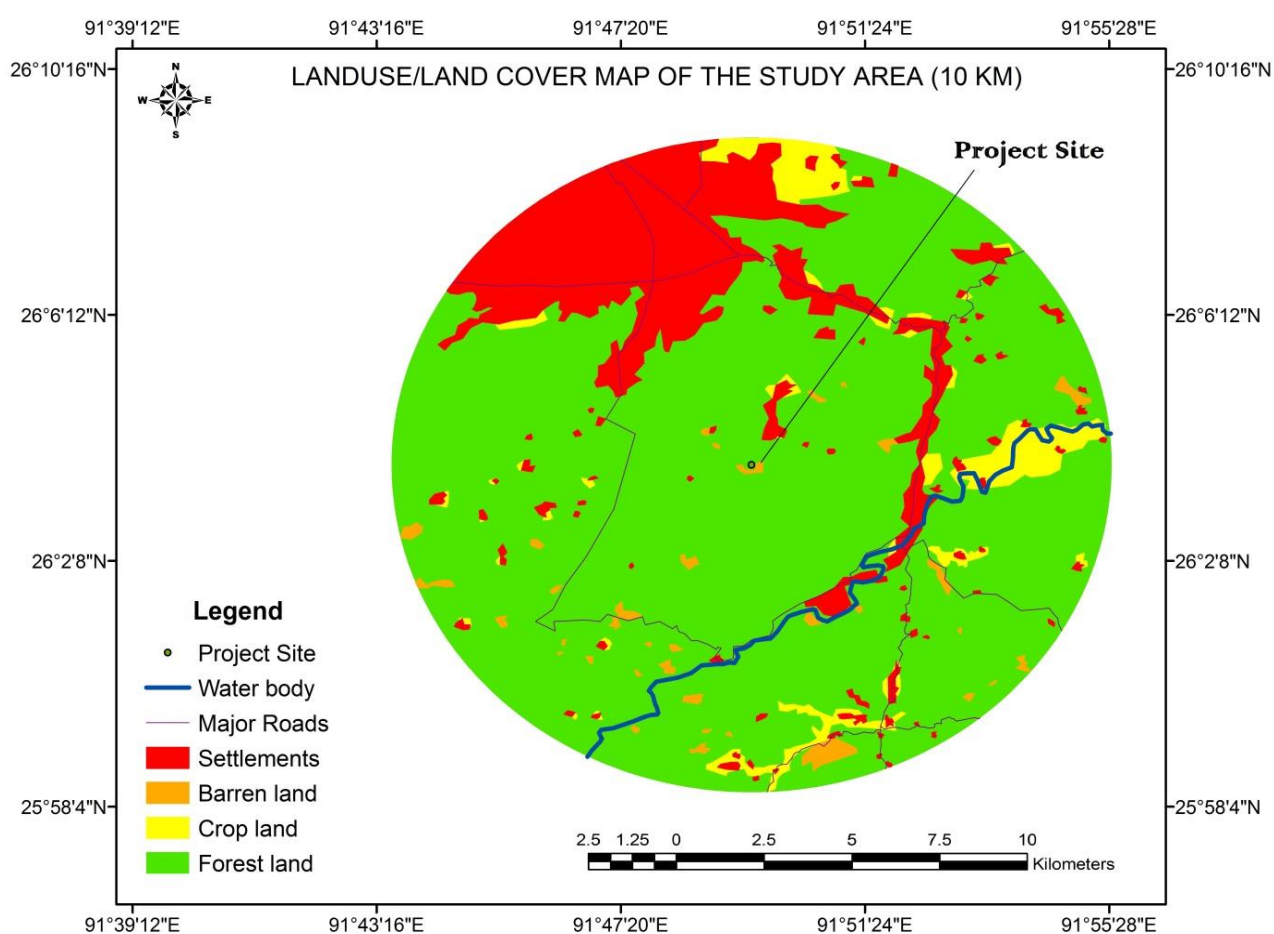 91°39'12"E 91°43'16"E 91°47'20"E 91°51'24"E 91°55'28"E
26°10'16"N 26°10'16"N
LANDUSE/LAND COVER MAP OF THE STUDY AREA (10 KM)
N
W E
S
Project Site
26°6'12"N 26°6'12"N
26°2'8"N 26°2'8"N
Legend
Project Site
Water body
Major Roads
Settlements
Barren land
Crop land
Forest land
25°58'4"N 25°58'4"N
2.5 1.25 0 2.5 5 7.5 10
Kilometers
91°39'12"E 91°43'16"E 91°47'20"E 91°51'24"E 91°55'28"E